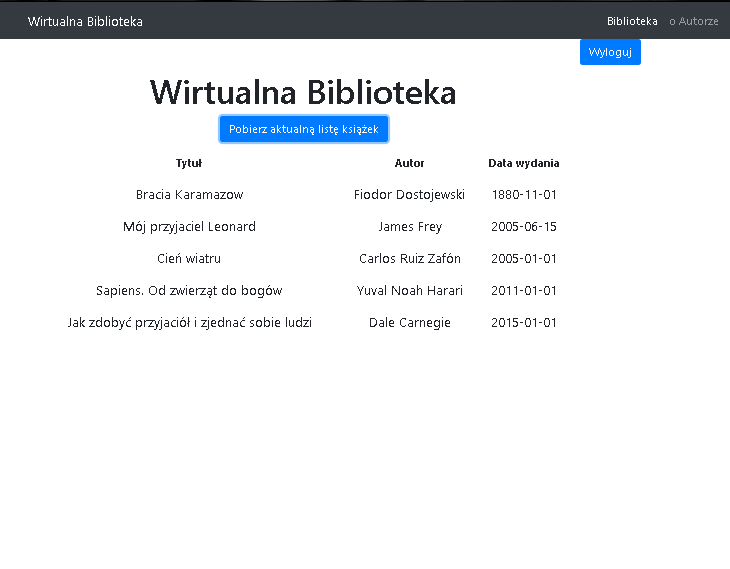 Wirtualna Biblioteka Biblioteka o Autorze
Wyloguj
Wirtualna Biblioteka
Pobierz aktualną listę książek
Tytuł Autor Data wydania
Bracia Karamazow Fiodor Dostojewski 1880-11-01
Mój przyjaciel Leonard James Frey 2005-06-15
Cień wiatru Carlos Ruiz Zafón 2005-01-01
Sapiens. Od zwierząt do bogów Yuval Noah Harari 2011-01-01
Jak zdobyć przyjaciół i zjednać sobie ludzi Dale Carnegie 2015-01-01